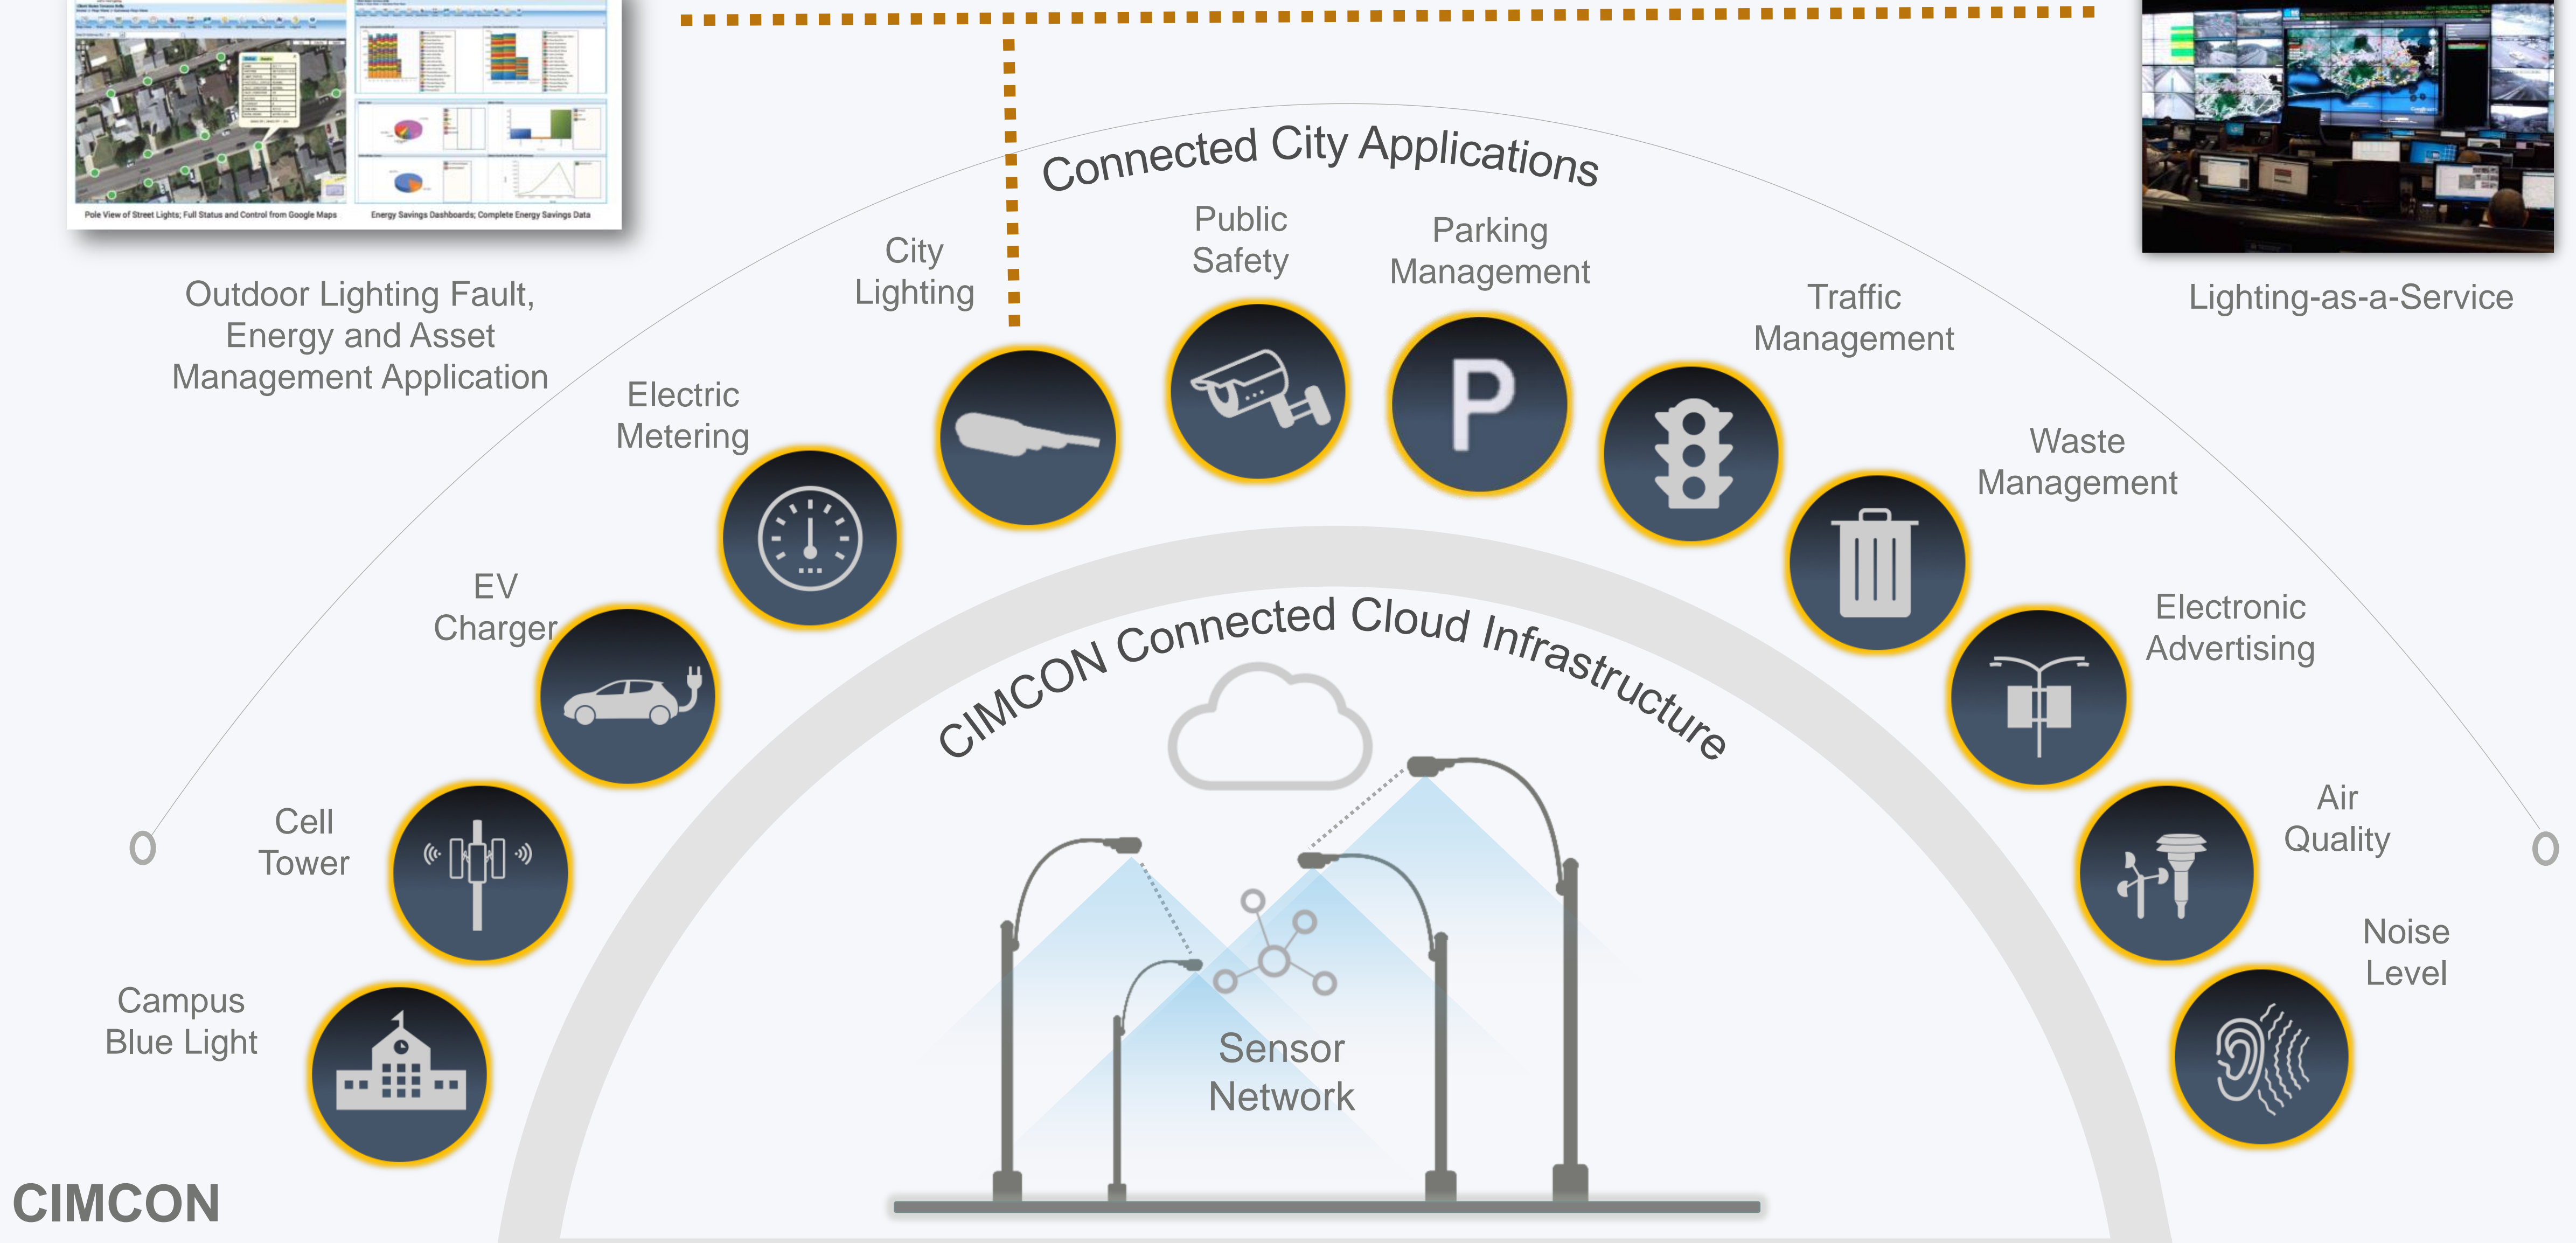 Pole View of Street Lights; Full Status and Control from Google Maps
Energy Savings Dashboards; Complete Energy Savings Data
Outdoor Lighting Fault,
Energy and Asset
Management Application
Lighting-as-a-Service
Connected City Applications
Campus
Blue Light
Cell
Tower
EV
Charger
Electric
Metering
City
Lighting
Public
Safety
Parking
Management
P
Traffic
Management
Waste
Management
Electronic
Advertising
Air
Quality
Noise
Level
CIMCON Connected Cloud Infrastructure
Sensor
Network
CIMCON